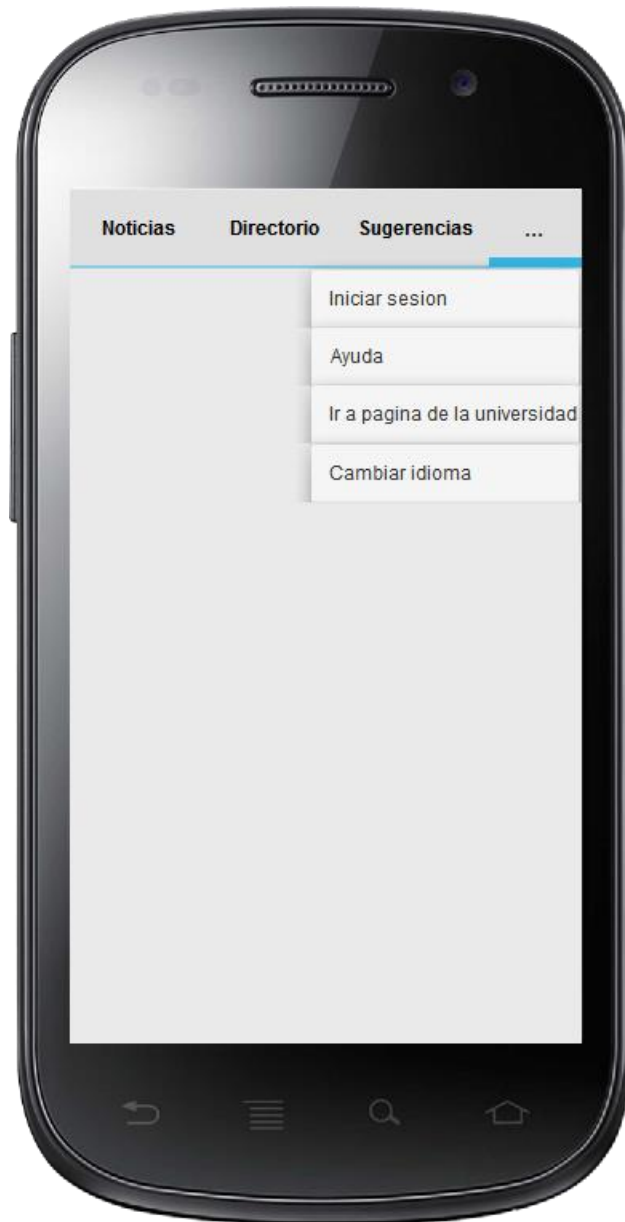 Noticias Directorio Sugerencias ...
Iniciar sesion
Ayuda
Ir a pagina de la universidad
Cambiar idioma